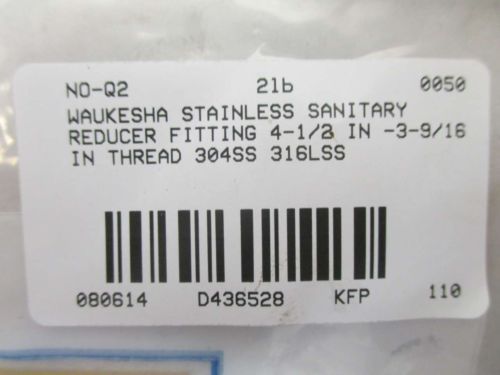 NO-Q2 2lb 0050
WAUKESHA STAINLESS SANITARY
REDUCER FITTING 4-1/2 IN -3-9/16
IN THREAD 304SS 316LSS
080614 D436528 KFP 110